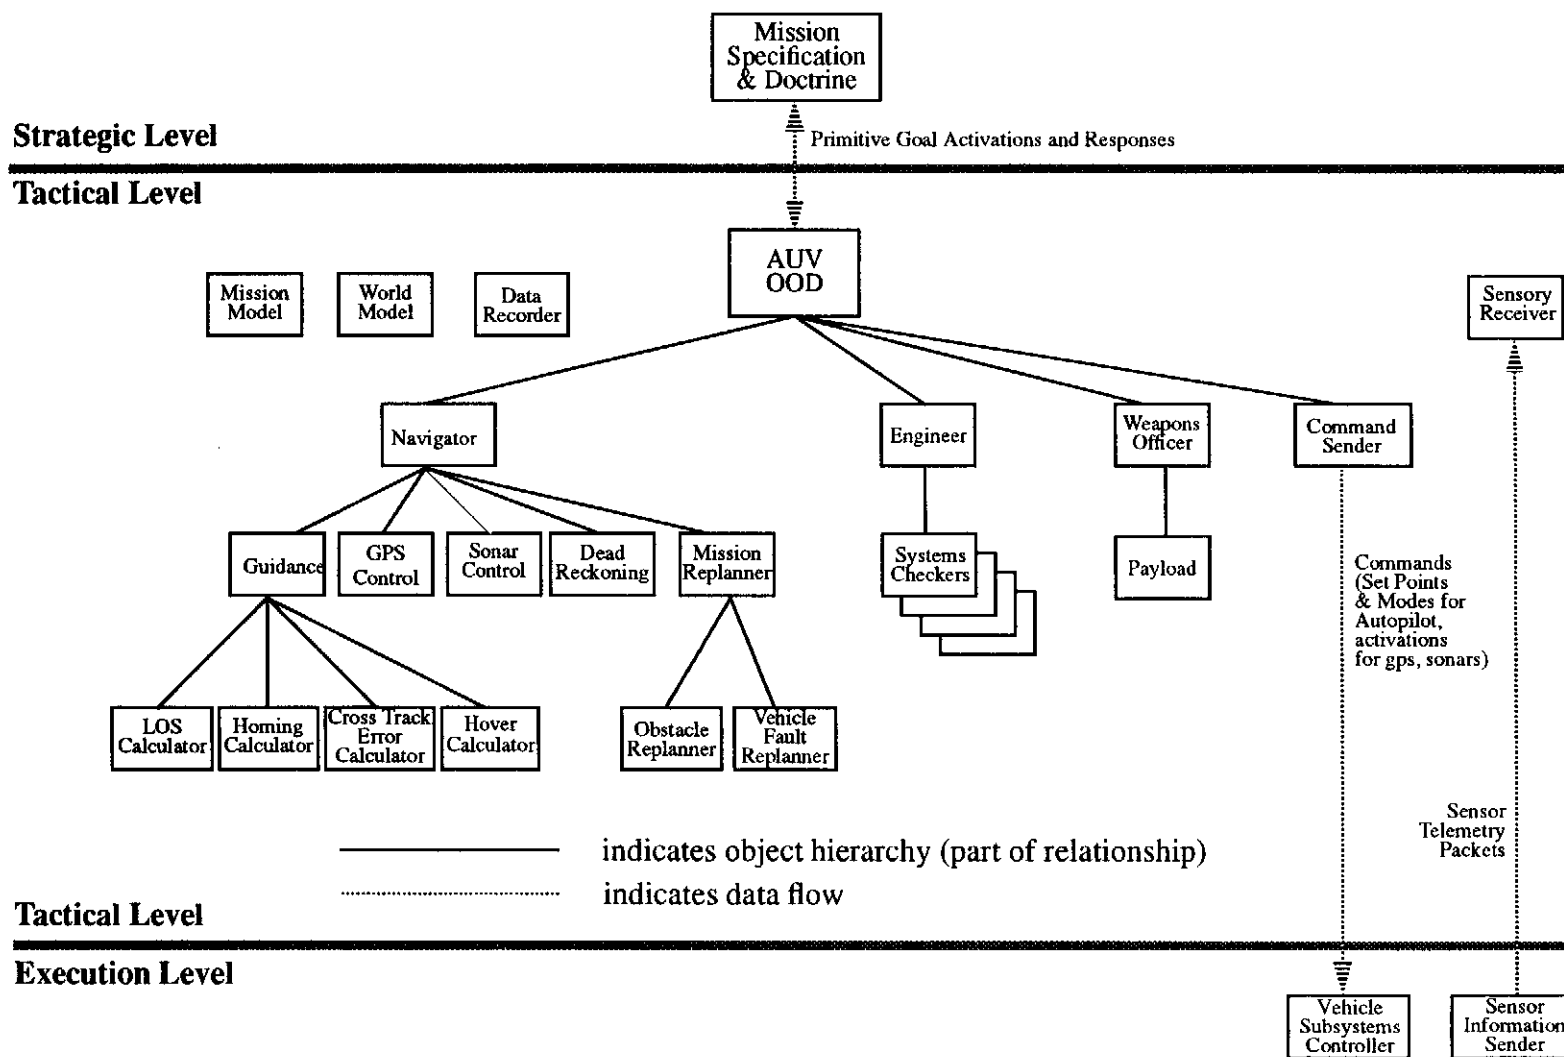 Mission
Specification
& Doctrine
Strategic Level
Primitive Goal Activations and Responses
Tactical Level
AUV
OOD
Mission
Model
World
Model
Data
Recorder
Sensory
Receiver
Navigator
Engineer
Weapons
Officer
Command
Sender
Guidance
GPS
Control
Sonar
Control
Dead
Reckoning
Mission
Replanner
Systems
Checkers
Payload
Commands
(Set Points
& Modes for
Autopilot,
activations
for gps, sonars)
LOS
Calculator
Homing
Calculator
Cross Track
Error
Calculator
Hover
Calculator
Obstacle
Replanner
Vehicle
Fault
Replanner
Sensor
Telemetry
Packets
indicates object hierarchy (part of relationship)
indicates data flow
Tactical Level
Execution Level
Vehicle
Subsystems
Controller
Sensor
Information
Sender